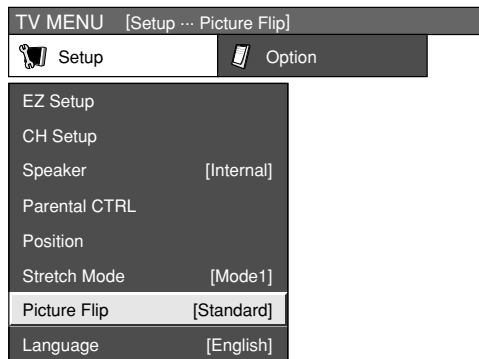 TV MENU [Setup ··· Picture Flip]
Setup Option
EZ Setup
CH Setup
Speaker [Internal]
Parental CTRL
Position
Stretch Mode [Mode1]
Picture Flip [Standard]
Language [English]